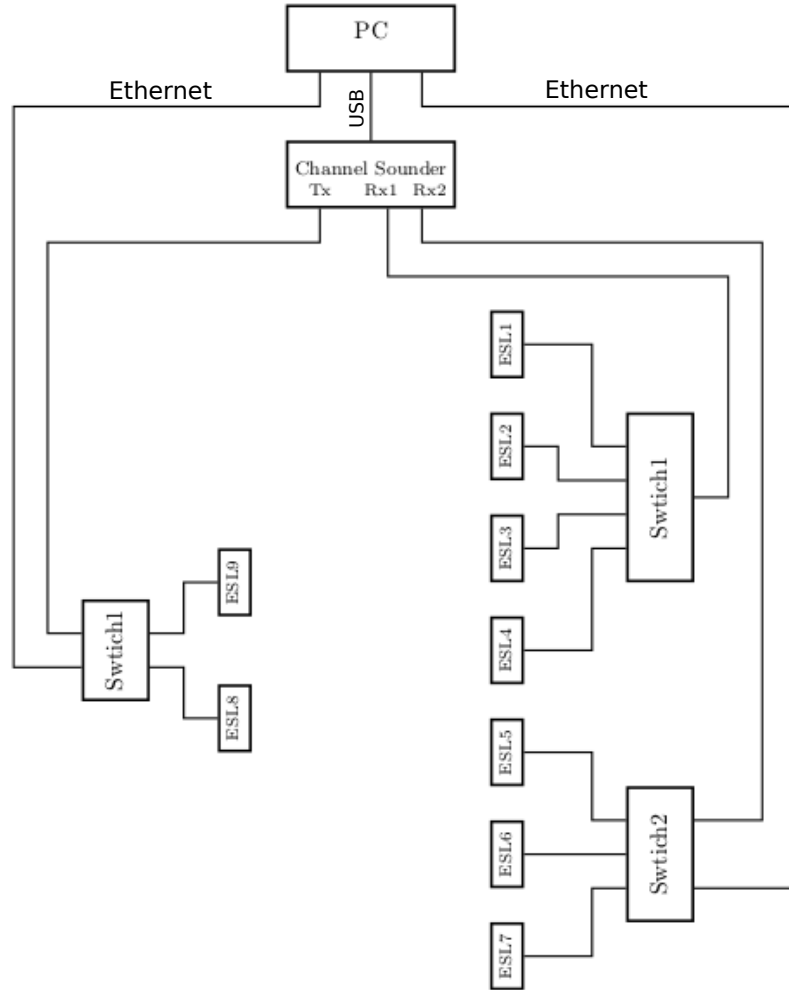 PC
Ethernet
USB
Ethernet
Channel Sounder
Tx Rx1 Rx2
ESL1
ESL2
Swtich1
ESL3
ESL9
Swtich1
ESL4
ESL8
ESL5
ESL6
Swtich2
ESL7